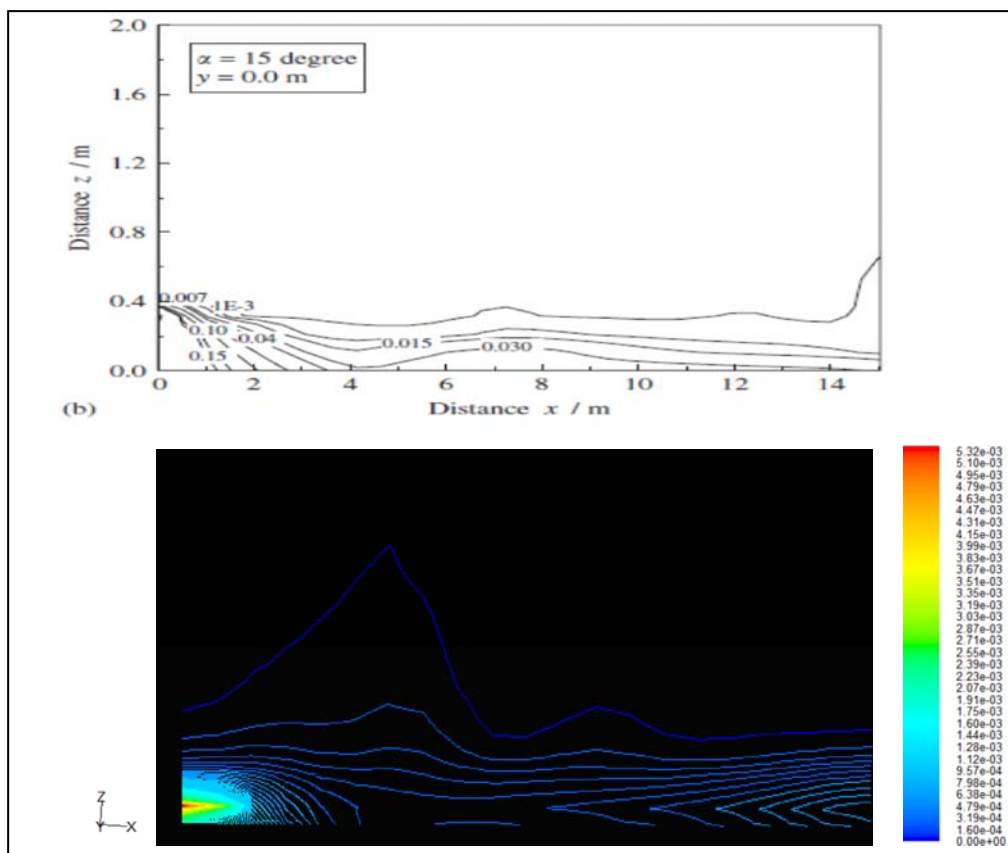 2.0
α = 15 degree
y = 0.0 m
1.6
1.2
Distance z / m
0.8
0.4
0.007
1E-3
0.10
0.04
0.015
0.030
0.15
0.0
0 2 4 6 8 10 12 14
(b)
Distance x / m
5.32e-03
5.10e-03
4.95e-03
4.79e-03
4.63e-03
4.47e-03
4.31e-03
4.15e-03
3.99e-03
3.83e-03
3.67e-03
3.51e-03
3.35e-03
3.19e-03
3.03e-03
2.87e-03
2.71e-03
2.55e-03
2.39e-03
2.23e-03
2.07e-03
1.91e-03
1.75e-03
1.60e-03
1.44e-03
1.28e-03
1.12e-03
9.57e-04
7.98e-04
6.38e-04
4.79e-04
3.19e-04
1.60e-04
0.00e+00
Z
Y
X